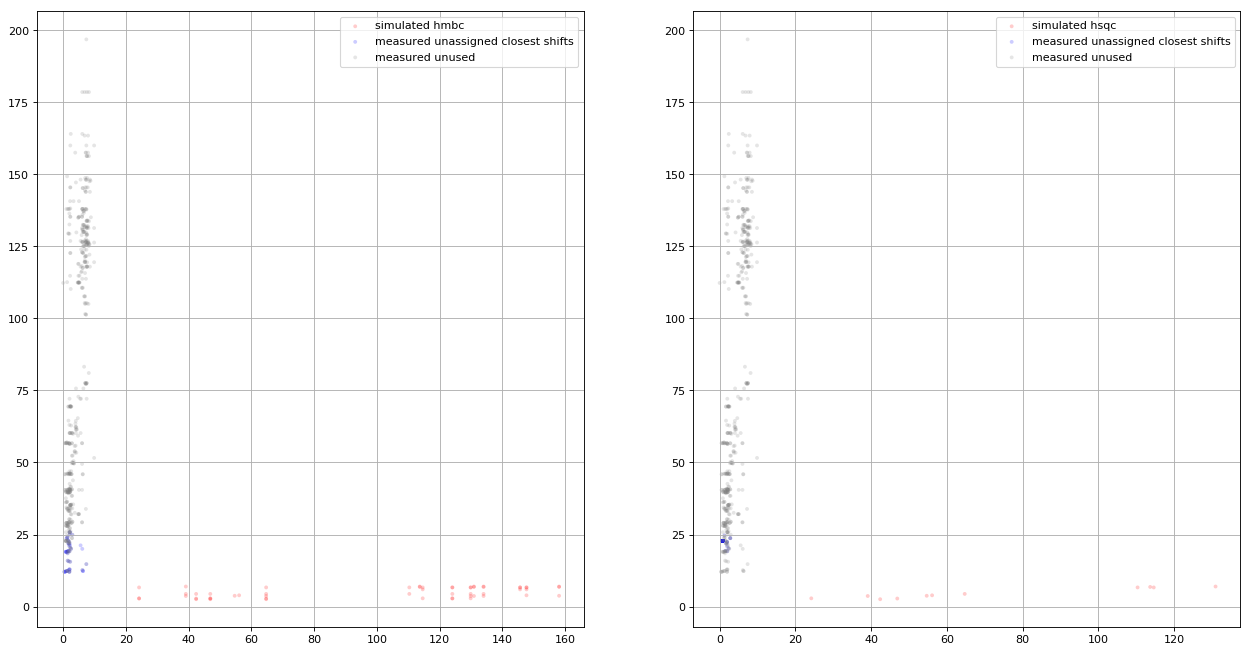 simulated hmbc
measured unassigned closest shifts
measured unused
200
175
150
125
100
75
50
25
0
0 20 40 60 80 100 120 140 160
simulated hsqc
measured unassigned closest shifts
measured unused
200
175
150
125
100
75
50
25
0
0 20 40 60 80 100 120